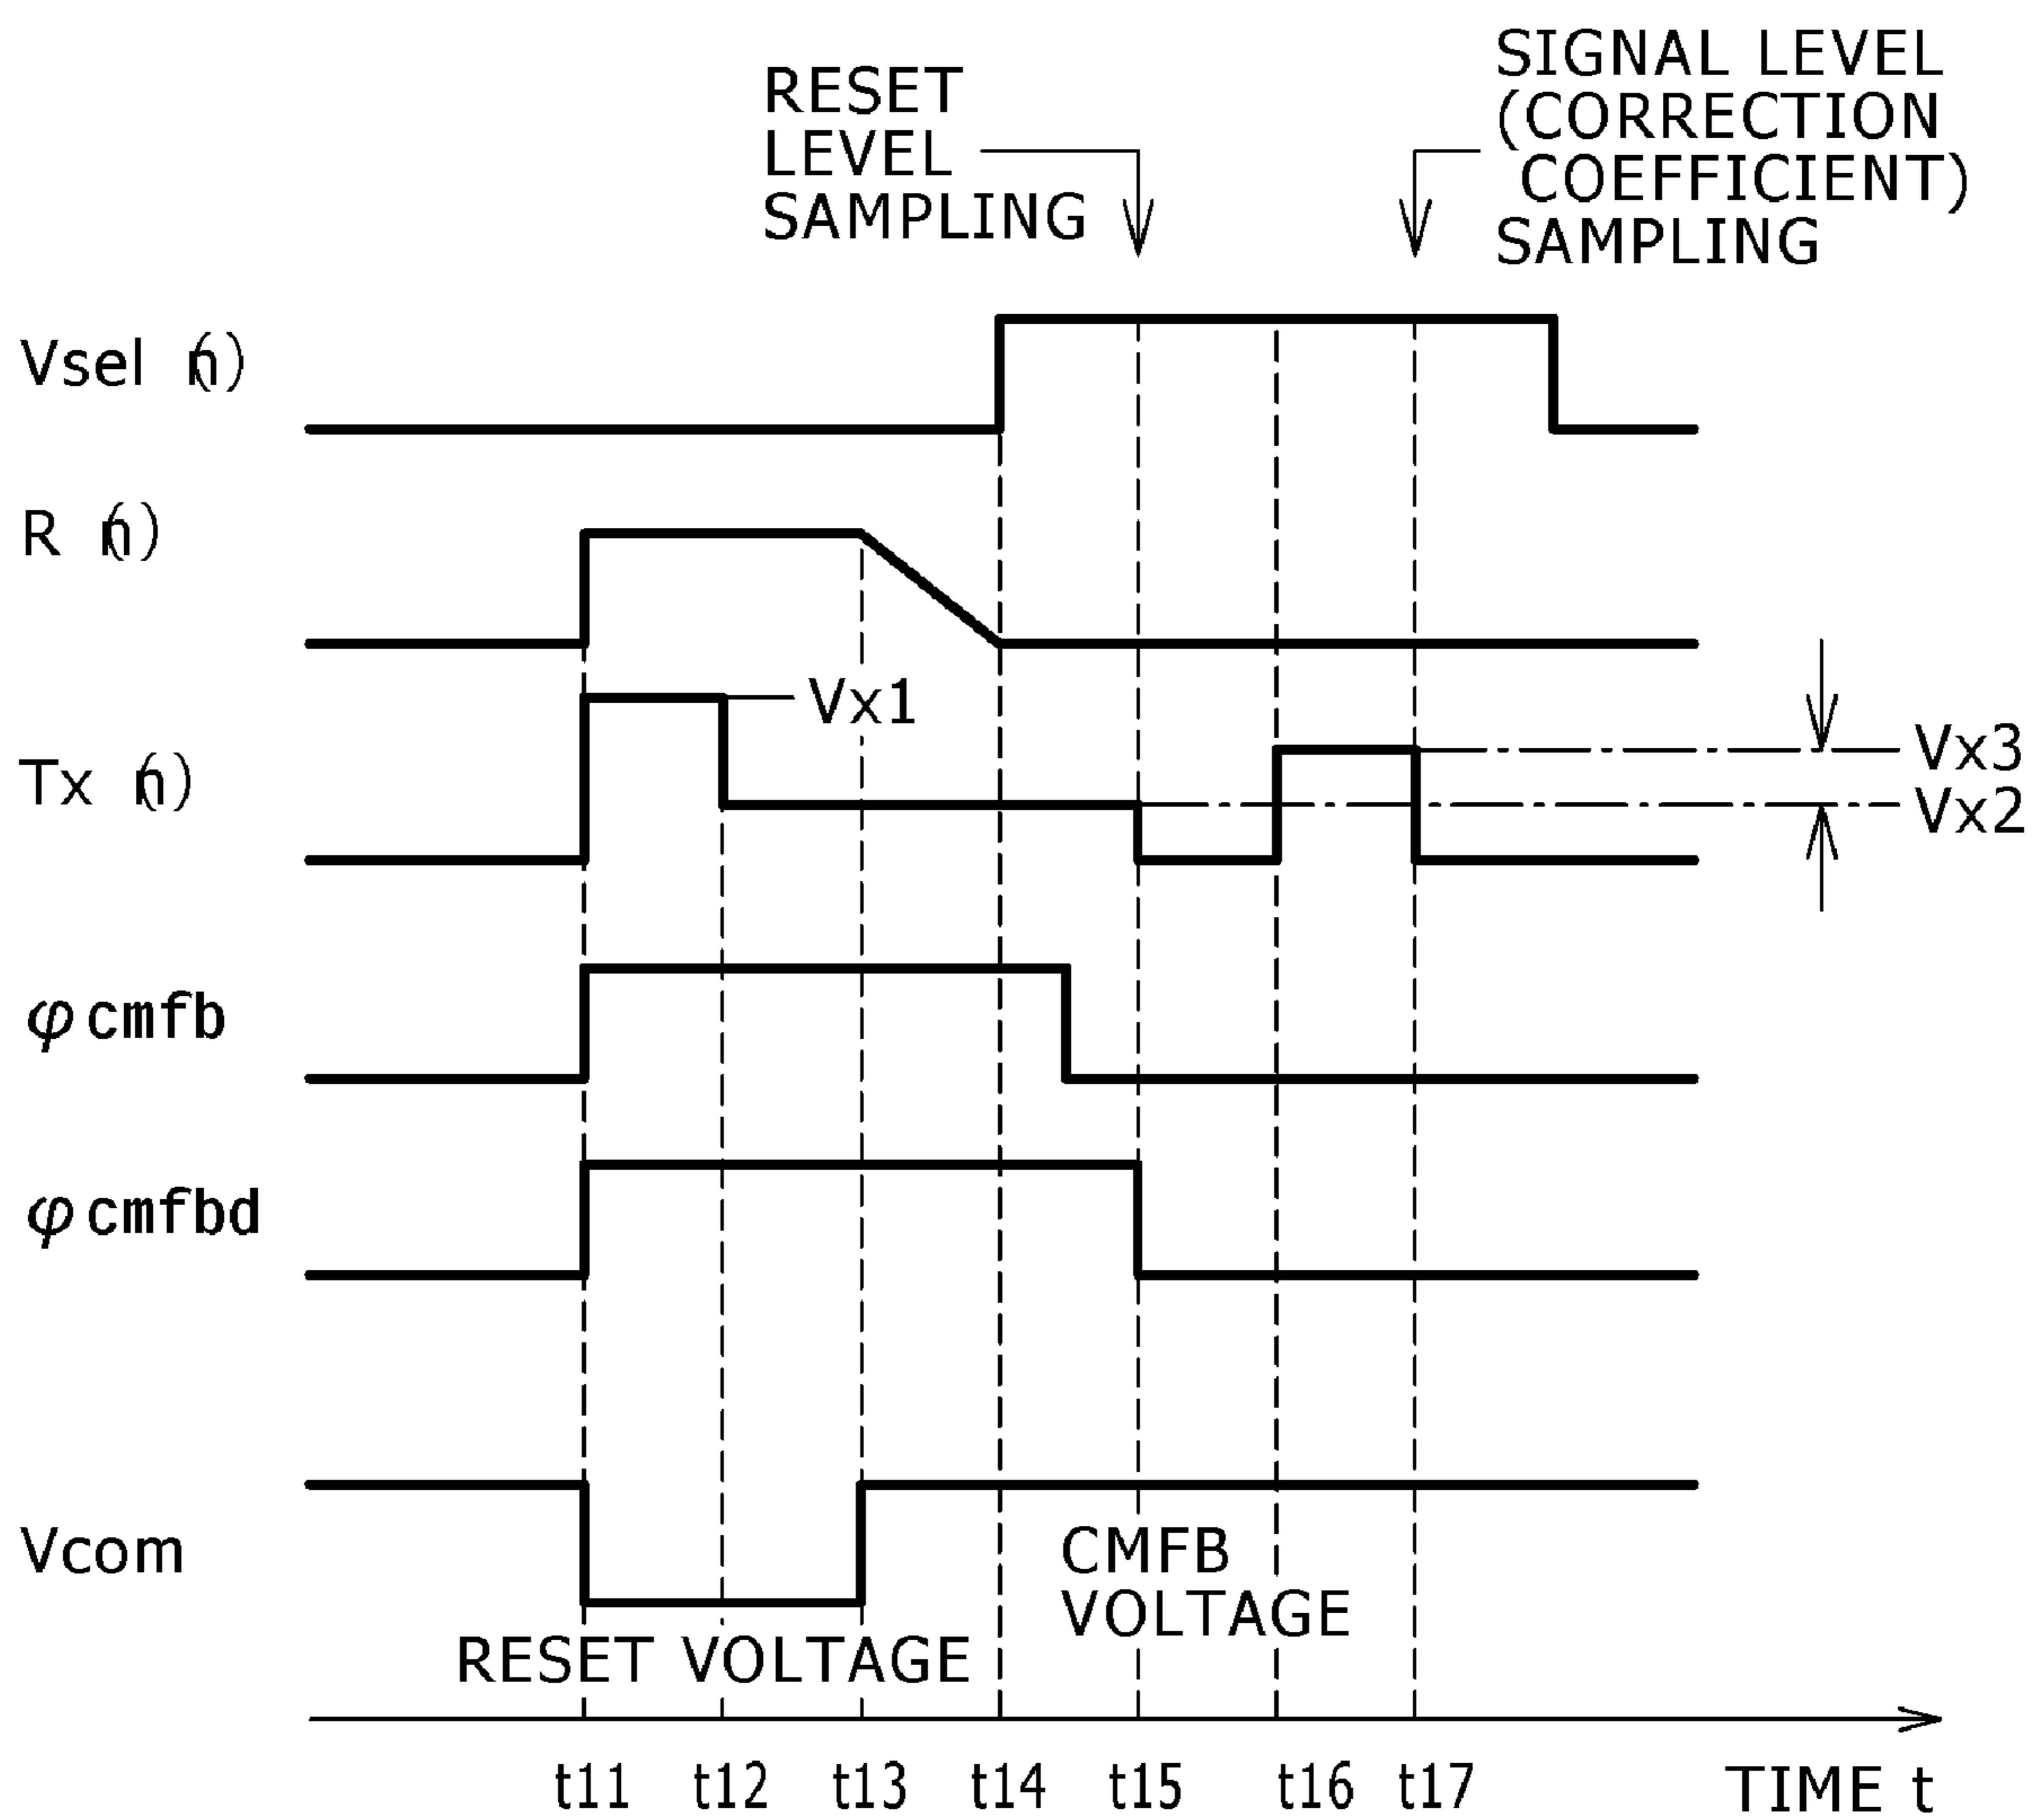 RESET
LEVEL
SAMPLING
SIGNAL LEVEL
(CORRECTION
COEFFICIENT)
SAMPLING
Vsel (n)
R (n)
Vx1
Tx (n)
Vx3
Vx2
φcmfb
φcmfbd
Vcom
CMFB
VOLTAGE
RESET VOLTAGE
t11 t12 t13 t14 t15 t16 t17 TIME t